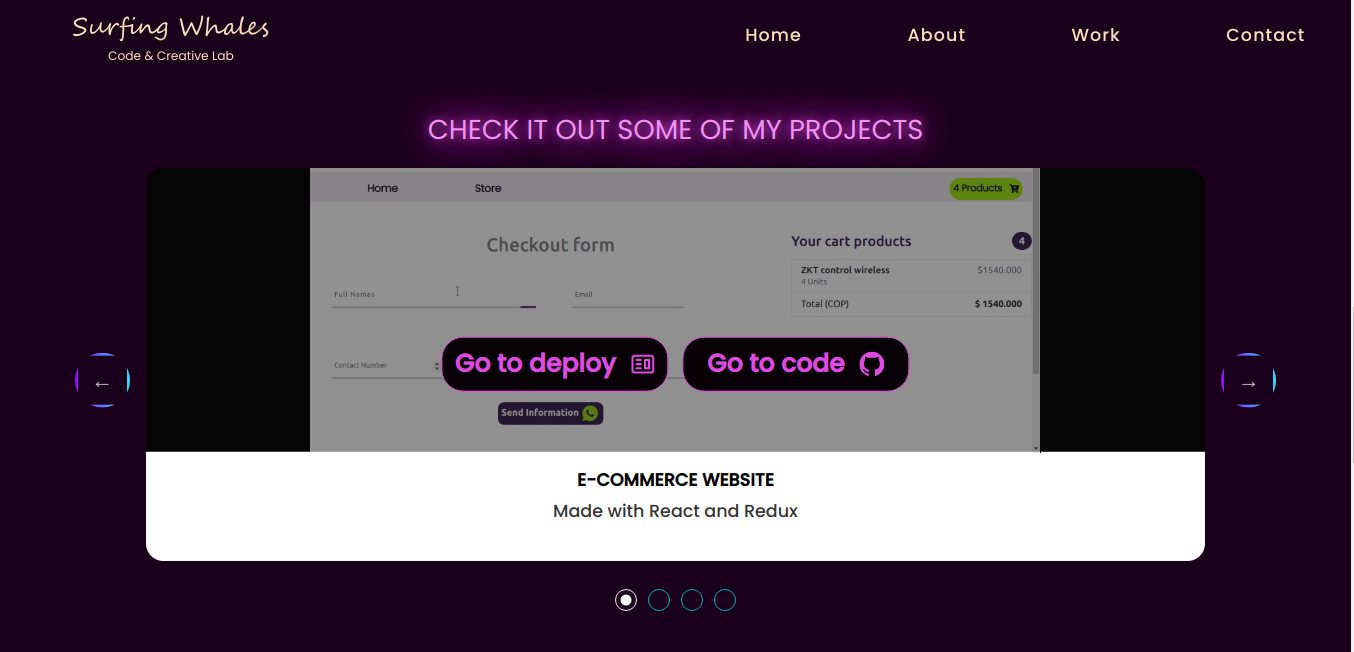 Surfing Whales
Code & Creative Lab
Home About Work Contact
CHECK IT OUT SOME OF MY PROJECTS
Home Store 4 Products
Checkout form
Your cart products 4
ZKT control wireless $1540.000
4 Units
Full Names Email
Total (COP) $ 1540.000
Contact Number
Go to deploy Go to code
← →
Send Information
E-COMMERCE WEBSITE
Made with React and Redux